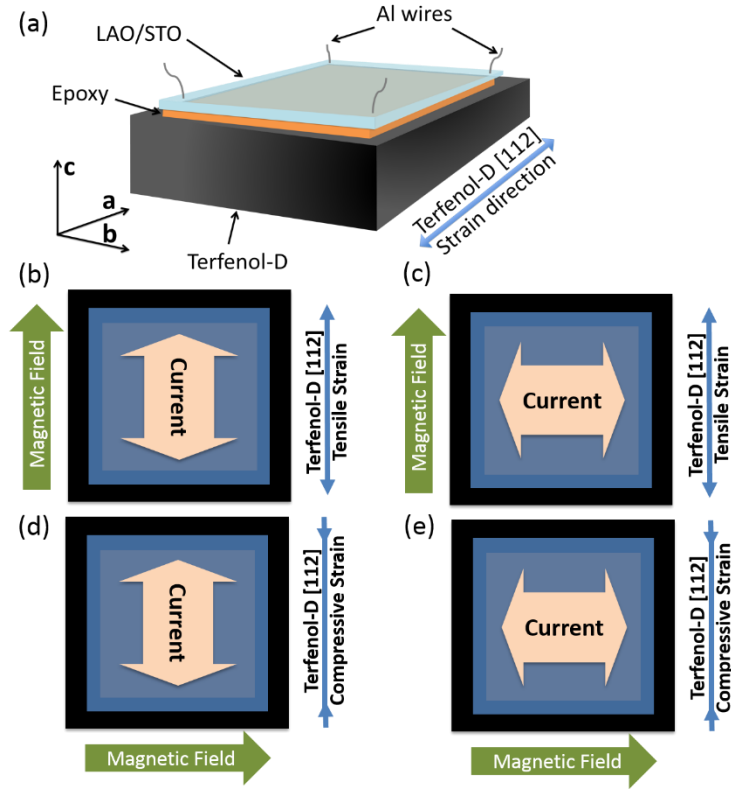 (a)
LAO/STO
Al wires
Epoxy
c
a
b
Terfenol-D
Terfenol-D [112]
Strain direction
(b)
Magnetic Field
Current
Terfenol-D [112]
Tensile Strain
(c)
Magnetic Field
Current
Terfenol-D [112]
Tensile Strain
(d)
Current
Terfenol-D [112]
Compressive Strain
Magnetic Field
(e)
Current
Terfenol-D [112]
Compressive Strain
Magnetic Field